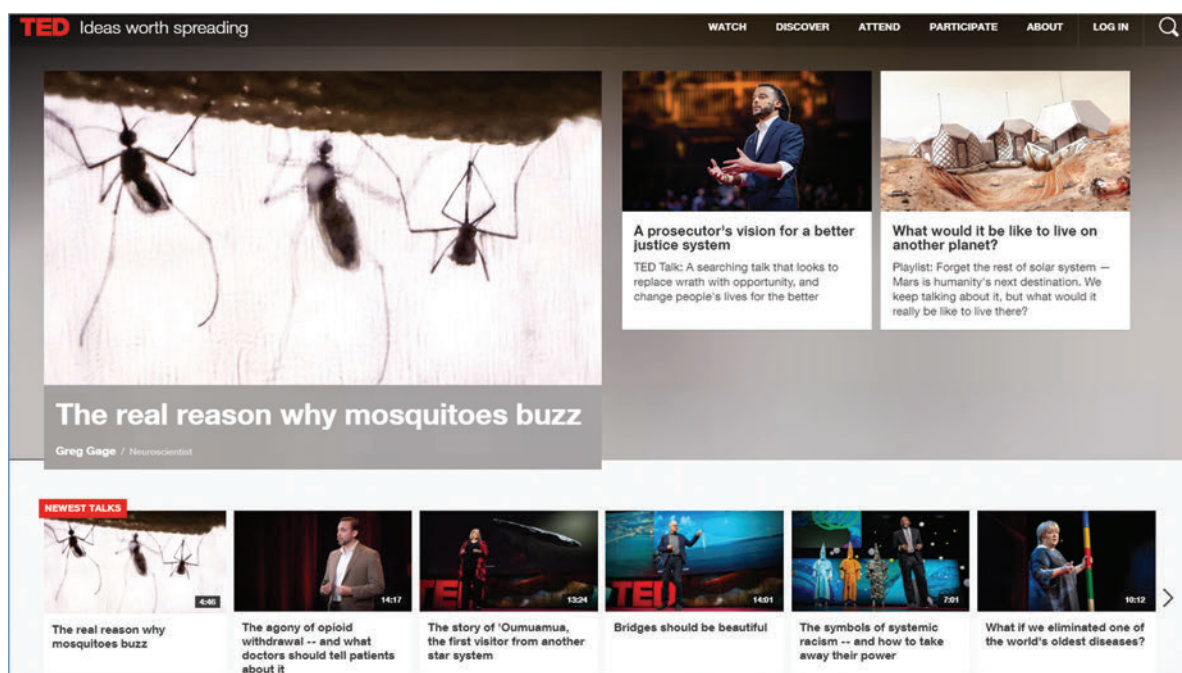 TED Ideas worth spreading
WATCH DISCOVER ATTEND PARTICIPATE ABOUT LOG IN
The real reason why mosquitoes buzz
Greg Gage / Neuroscientist
A prosecutor's vision for a better
justice system
TED Talk: A searching talk that looks to
replace wrath with opportunity, and
change people's lives for the better
What would it be like to live on
another planet?
Playlist: Forget the rest of solar system —
Mars is humanity's next destination. We
keep talking about it, but what would it
really be like to live there?
NEWEST TALKS
4:46
The real reason why
mosquitoes buzz
14:17
The agony of opioid
withdrawal -- and what
doctors should tell patients
about it
TED
13:24
The story of 'Oumuamua,
the first visitor from another
star system
TED
14:01
Bridges should be beautiful
7:01
The symbols of systemic
racism -- and how to take
away their power
10:12
What if we eliminated one of
the world's oldest diseases?